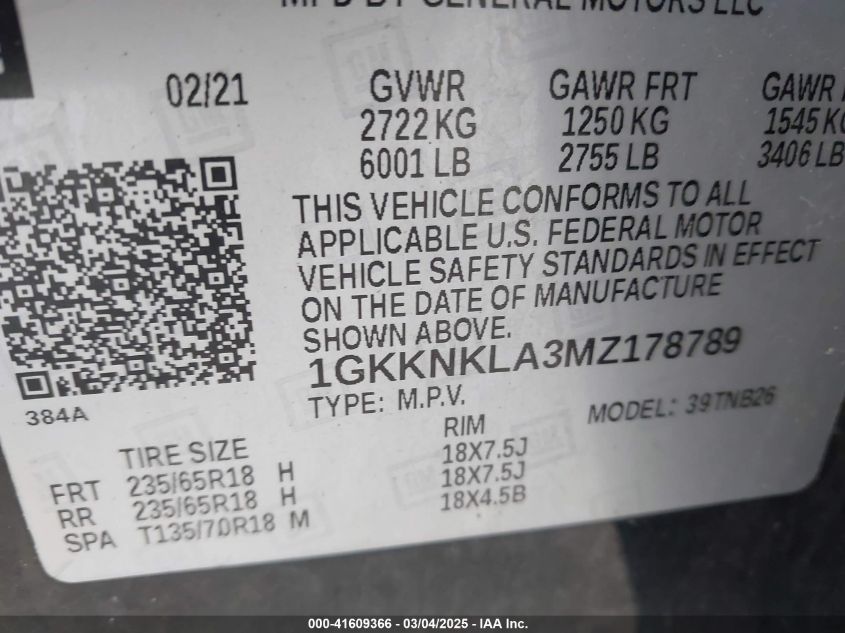 MFD BY GENERAL MOTORS LLC
02/21 GVWR GAWR FRT GAWR
2722 KG 1250 KG 1545 KG
6001 LB 2755 LB 3406 LB
THIS VEHICLE CONFORMS TO ALL
APPLICABLE U.S. FEDERAL MOTOR
VEHICLE SAFETY STANDARDS IN EFFECT
ON THE DATE OF MANUFACTURE
SHOWN ABOVE.
1GKKNKLA3MZ178789
384A
TYPE: M.P.V. MODEL: 39TNB26
TIRE SIZE RIM
FRT 235/65R18 H 18X7.5J
RR 235/65R18 H 18X7.5J
SPA T135/70R18 M 18X4.5B
000-41609366 - 03/04/2025 - IAA Inc.